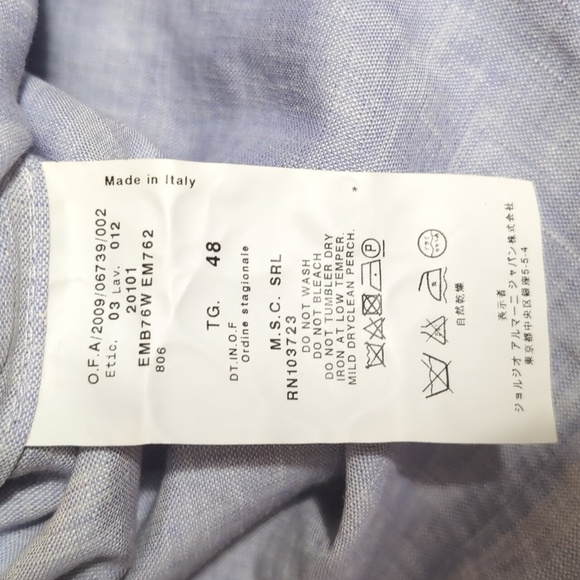 Made in Italy
O.F.A/2009/06739/002
Etic. 03 Lav. 012
20101
EMB76W EM762
806
TG. 48
DT.IN.O.F
Ordine stagionale
M.S.C. SRL
RN103723
DO NOT WASH
DO NOT BLEACH
DO NOT TUMBLER DRY
IRON AT LOW TEMPER.
MILD DRYCLEAN PERCH.
P
自然乾燥
表示者
ジョルジオ アルマーニ ジャパン株式会社
東京都中央区銀座5-5-4